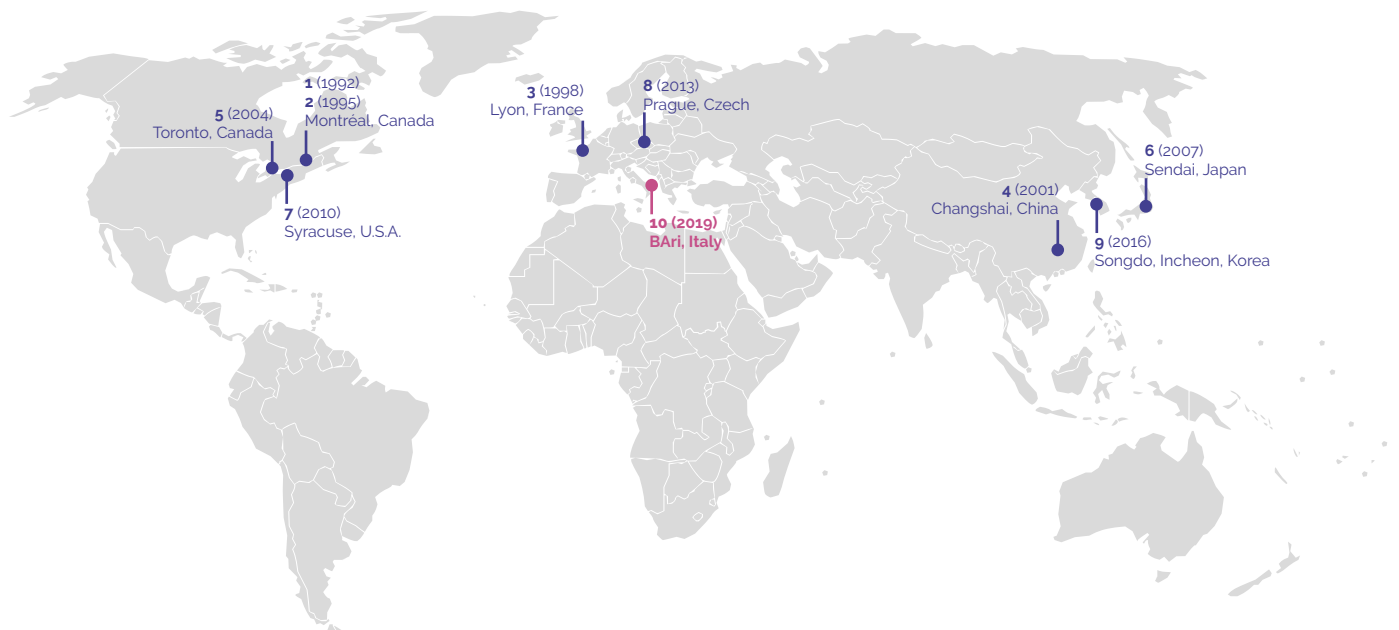 1 (1992)
2 (1995)
Montréal, Canada
5 (2004)
Toronto, Canada
7 (2010)
Syracuse, U.S.A.
3 (1998)
Lyon, France
8 (2013)
Prague, Czech
10 (2019)
BAri, Italy
4 (2001)
Changshai, China
6 (2007)
Sendai, Japan
9 (2016)
Songdo, Incheon, Korea